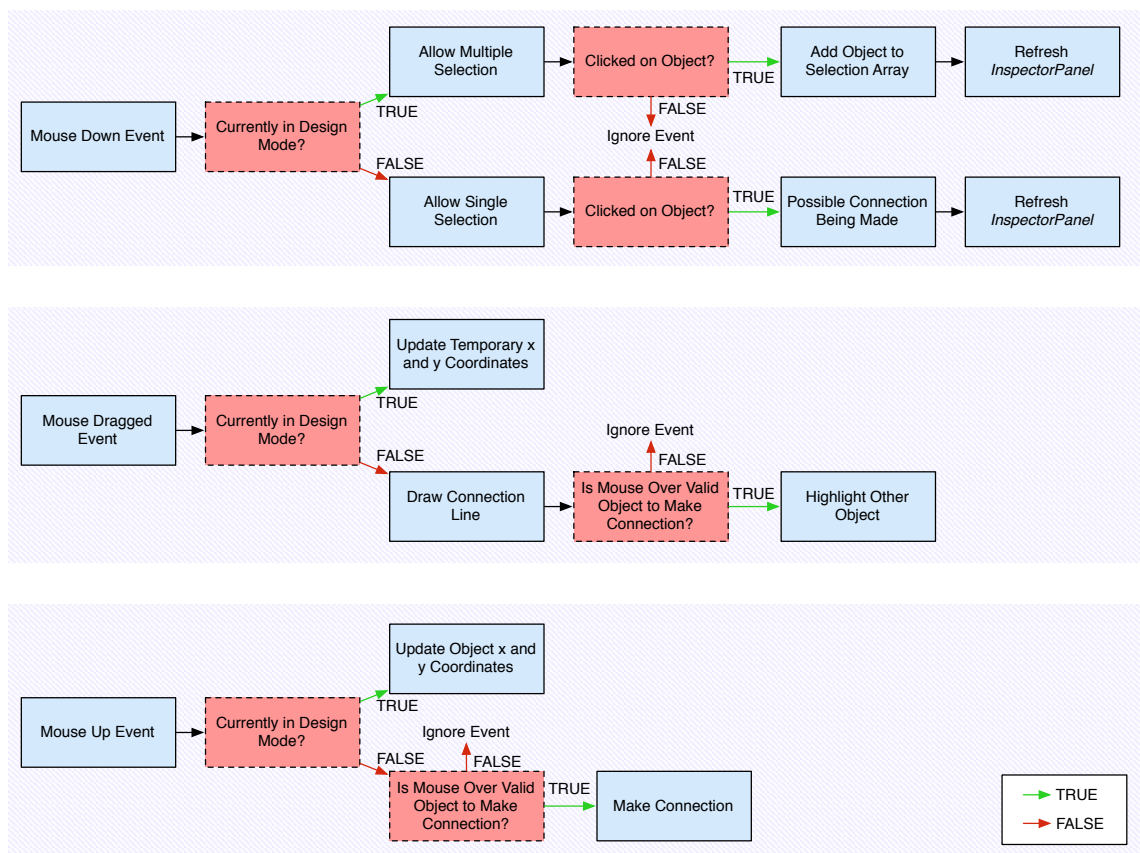 Allow Multiple
Selection
Clicked on Object?
TRUE
Add Object to
Selection Array
Refresh
InspectorPanel
Mouse Down Event
Currently in Design
Mode?
TRUE
FALSE
Ignore Event
FALSE
FALSE
Allow Single
Selection
Clicked on Object?
TRUE
Possible Connection
Being Made
Refresh
InspectorPanel
Update Temporary x
and y Coordinates
Mouse Dragged
Event
Currently in Design
Mode?
TRUE
FALSE
Ignore Event
FALSE
Draw Connection
Line
Is Mouse Over Valid
Object to Make
Connection?
TRUE
Highlight Other
Object
Update Object x and
y Coordinates
Mouse Up Event
Currently in Design
Mode?
TRUE
FALSE
Ignore Event
FALSE
Is Mouse Over Valid
Object to Make
Connection?
TRUE
Make Connection
TRUE
FALSE